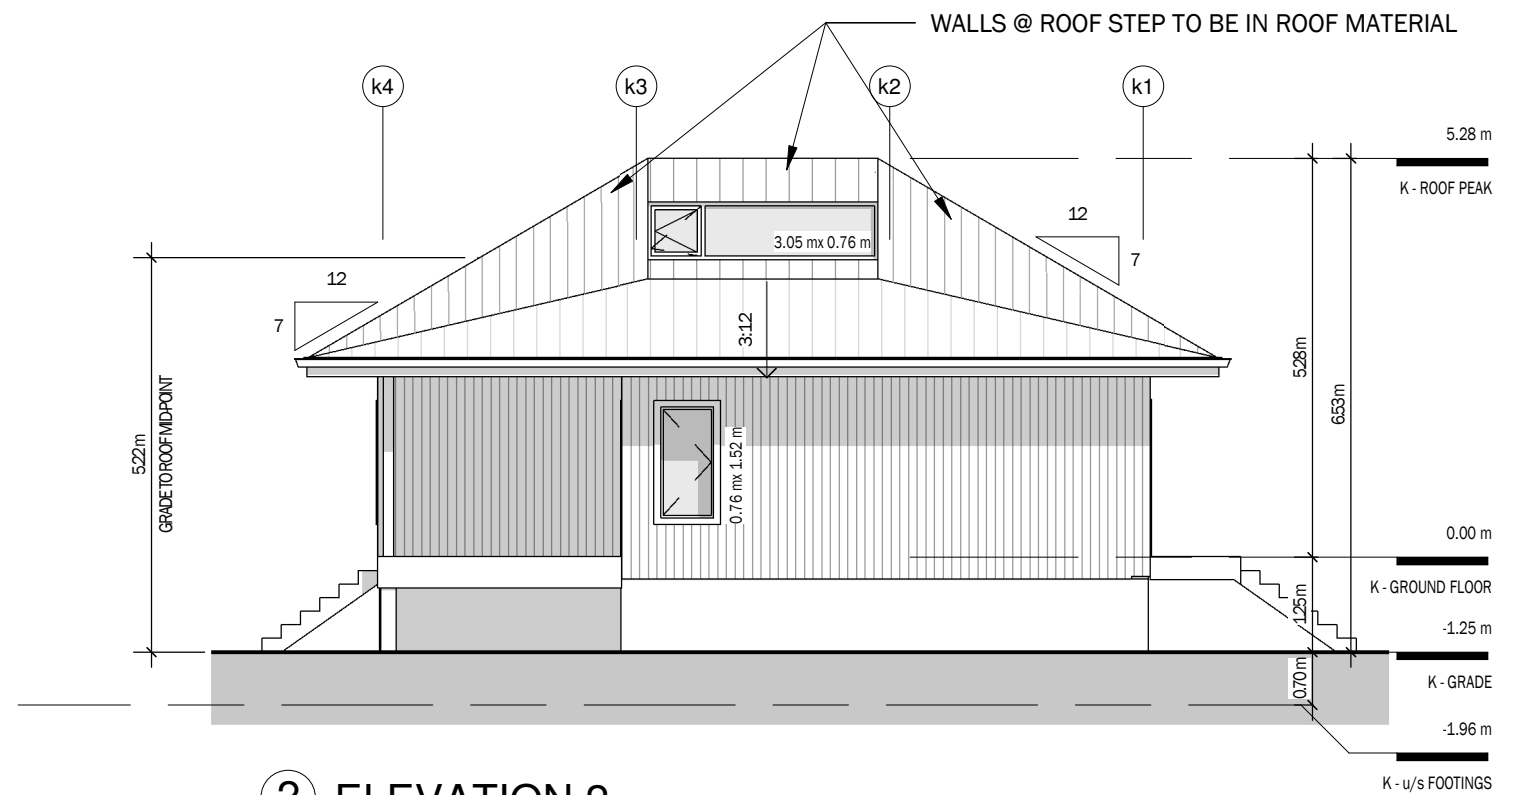 WALLS @ ROOF STEP TO BE IN ROOF MATERIAL
k4
k3
k2
k1
5.28 m
K - ROOF PEAK
12
7
3.05 mx 0.76 m
12
7
3:12
5.28m
6.53m
5.22m
GRADE TO ROOF MIDPOINT
0.76 mx 1.52 m
0.00 m
K - GROUND FLOOR
1.25m
-1.25 m
K - GRADE
0.70m
-1.96 m
K - u/s FOOTINGS
ELEVATION